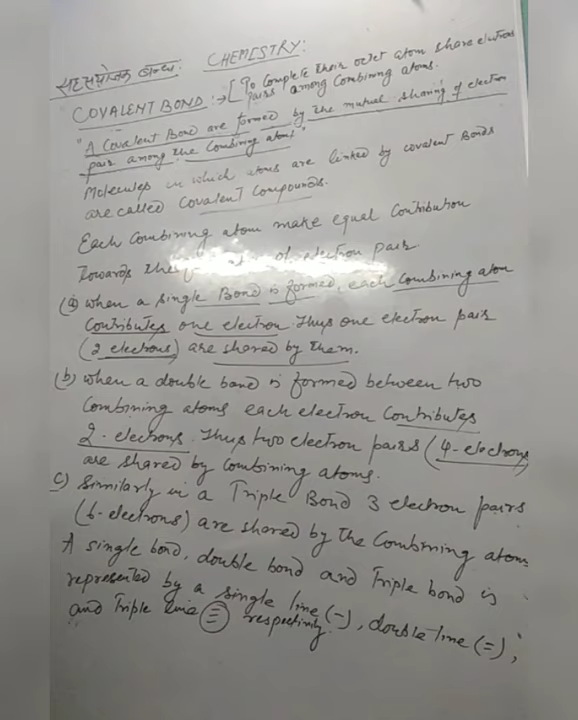 सह संयोजक बन्ध: CHEMISTRY:
COVALENT BOND :→ [To complete their octet atom share electron
pairs among Combining atoms.
"A Covalent Bond are formed by the mutual sharing of electron
pair among the Combining atoms"
Molecules in which atoms are linked by covalent Bonds
are called Covalent Compounds.
Each Combining atom make equal Contribution
Towards the of electron pairs.
(a) when a single Bond is formed, each Combining atom
Contributes one electron. Thus one electron pair
(2 electrons) are shared by them.
(b) when a double band is formed between two
Combining atoms each electron Contributes
2-electrons. Thus two electron pairs (4-electrons
are shared by Combining atoms.
C) Similarly in a Triple Bond 3 electron pairs
(6-electrons) are shared by the Combining atoms
A single bond, double bond and Triple bond is
represented by a single line (-), double line (=),
and Triple line (≡) respectively.